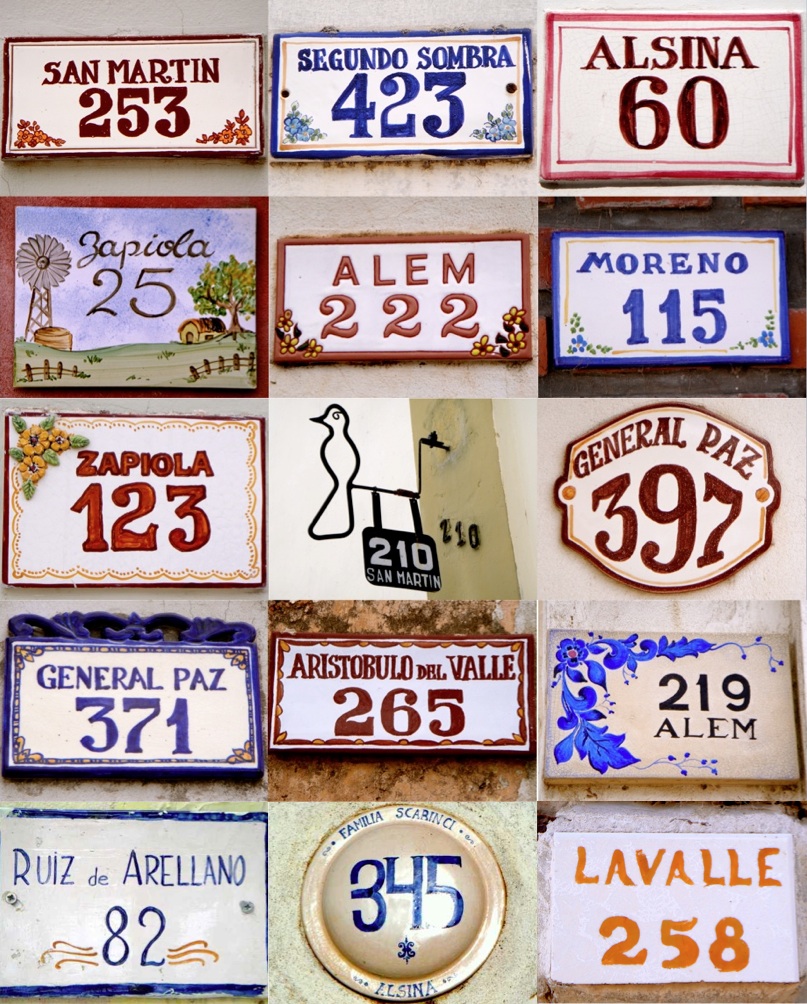 SAN MARTIN
253
SEGUNDO SOMBRA
423
ALSINA
60
Zapiola
25
ALEM
222
MORENO
115
ZAPIOLA
123
210
210
SAN MARTIN
GENERAL PAZ
397
GENERAL PAZ
371
ARISTOBULO DEL VALLE
265
219
ALEM
RUIZ de ARELLANO
82
FAMILIA SCARINCI
345
ALSINA
LAVALLE
258